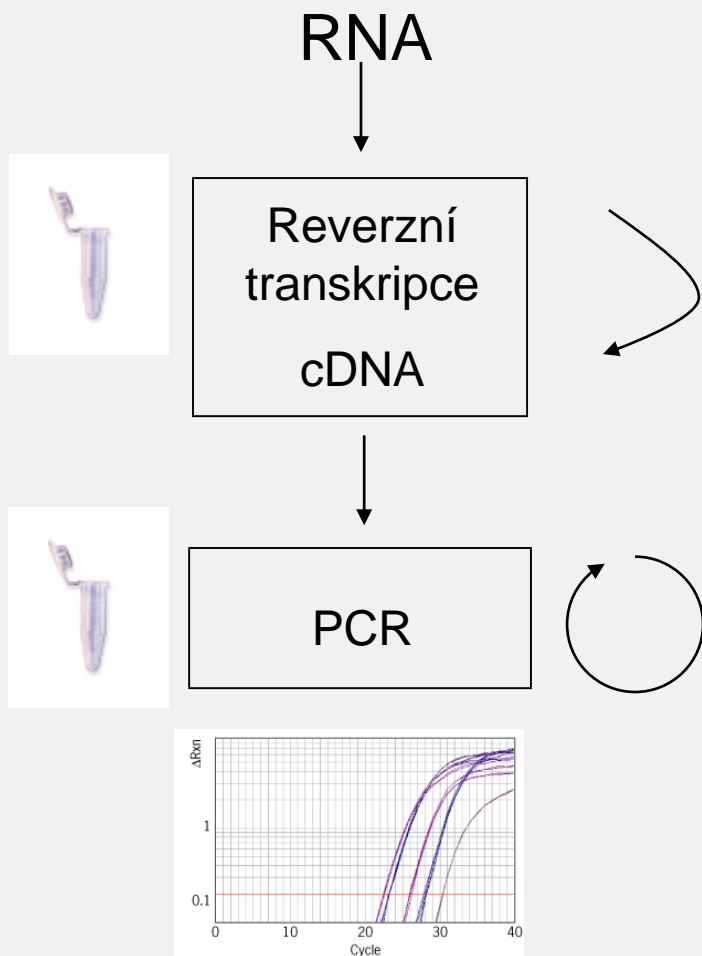 RNA
Reverzní
transkripce
cDNA
PCR
ΔRxn
1
0.1
0 10 20 30 40
Cycle